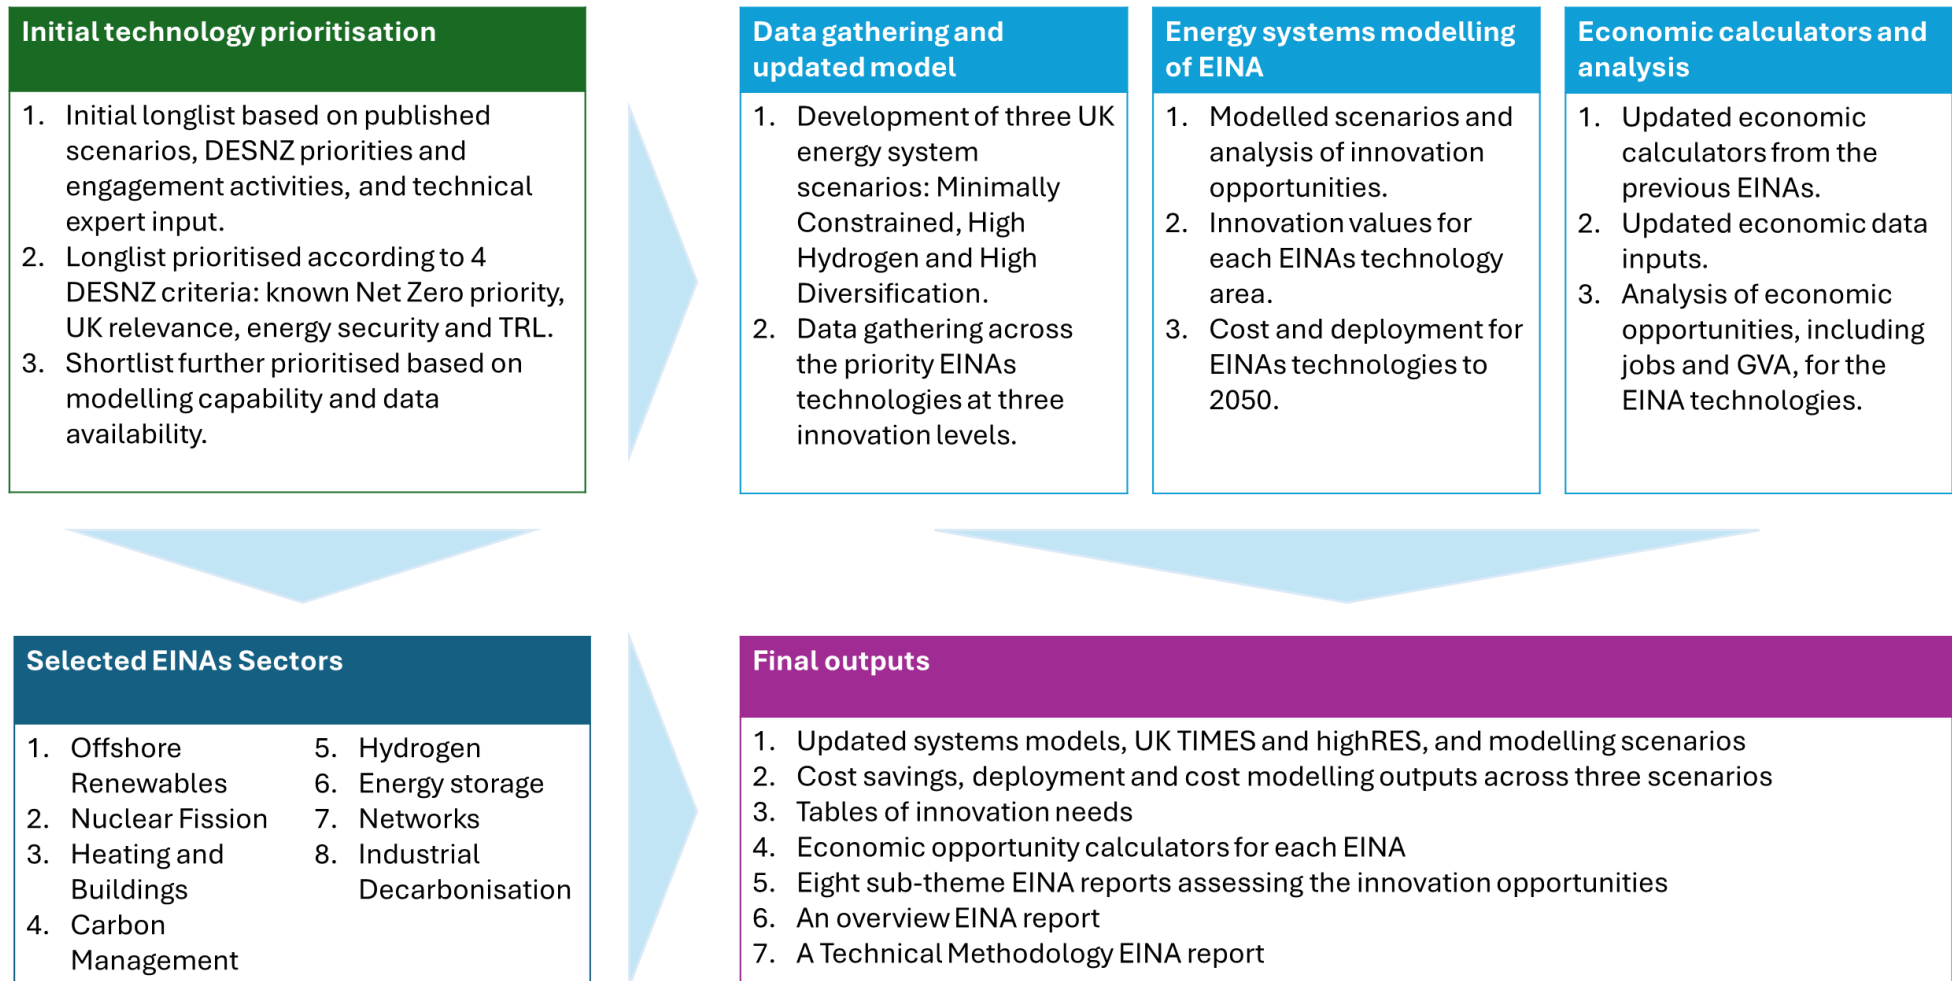 Initial technology prioritisation
1. Initial longlist based on published
scenarios, DESNZ priorities and
engagement activities, and technical
expert input.
2. Longlist prioritised according to 4
DESNZ criteria: known Net Zero priority,
UK relevance, energy security and TRL.
3. Shortlist further prioritised based on
modelling capability and data
availability.
Data gathering and
updated model
1. Development of three UK
energy system
scenarios: Minimally
Constrained, High
Hydrogen and High
Diversification.
2. Data gathering across
the priority EINAs
technologies at three
innovation levels.
Energy systems modelling
of EINA
1. Modelled scenarios and
analysis of innovation
opportunities.
2. Innovation values for
each EINAs technology
area.
3. Cost and deployment for
EINAs technologies to
2050.
Economic calculators and
analysis
1. Updated economic
calculators from the
previous EINAs.
2. Updated economic data
inputs.
3. Analysis of economic
opportunities, including
jobs and GVA, for the
EINA technologies.
Selected EINAs Sectors
1. Offshore
Renewables
2. Nuclear Fission
3. Heating and
Buildings
4. Carbon
Management
5. Hydrogen
6. Energy storage
7. Networks
8. Industrial
Decarbonisation
Final outputs
1. Updated systems models, UK TIMES and highRES, and modelling scenarios
2. Cost savings, deployment and cost modelling outputs across three scenarios
3. Tables of innovation needs
4. Economic opportunity calculators for each EINA
5. Eight sub-theme EINA reports assessing the innovation opportunities
6. An overview EINA report
7. A Technical Methodology EINA report